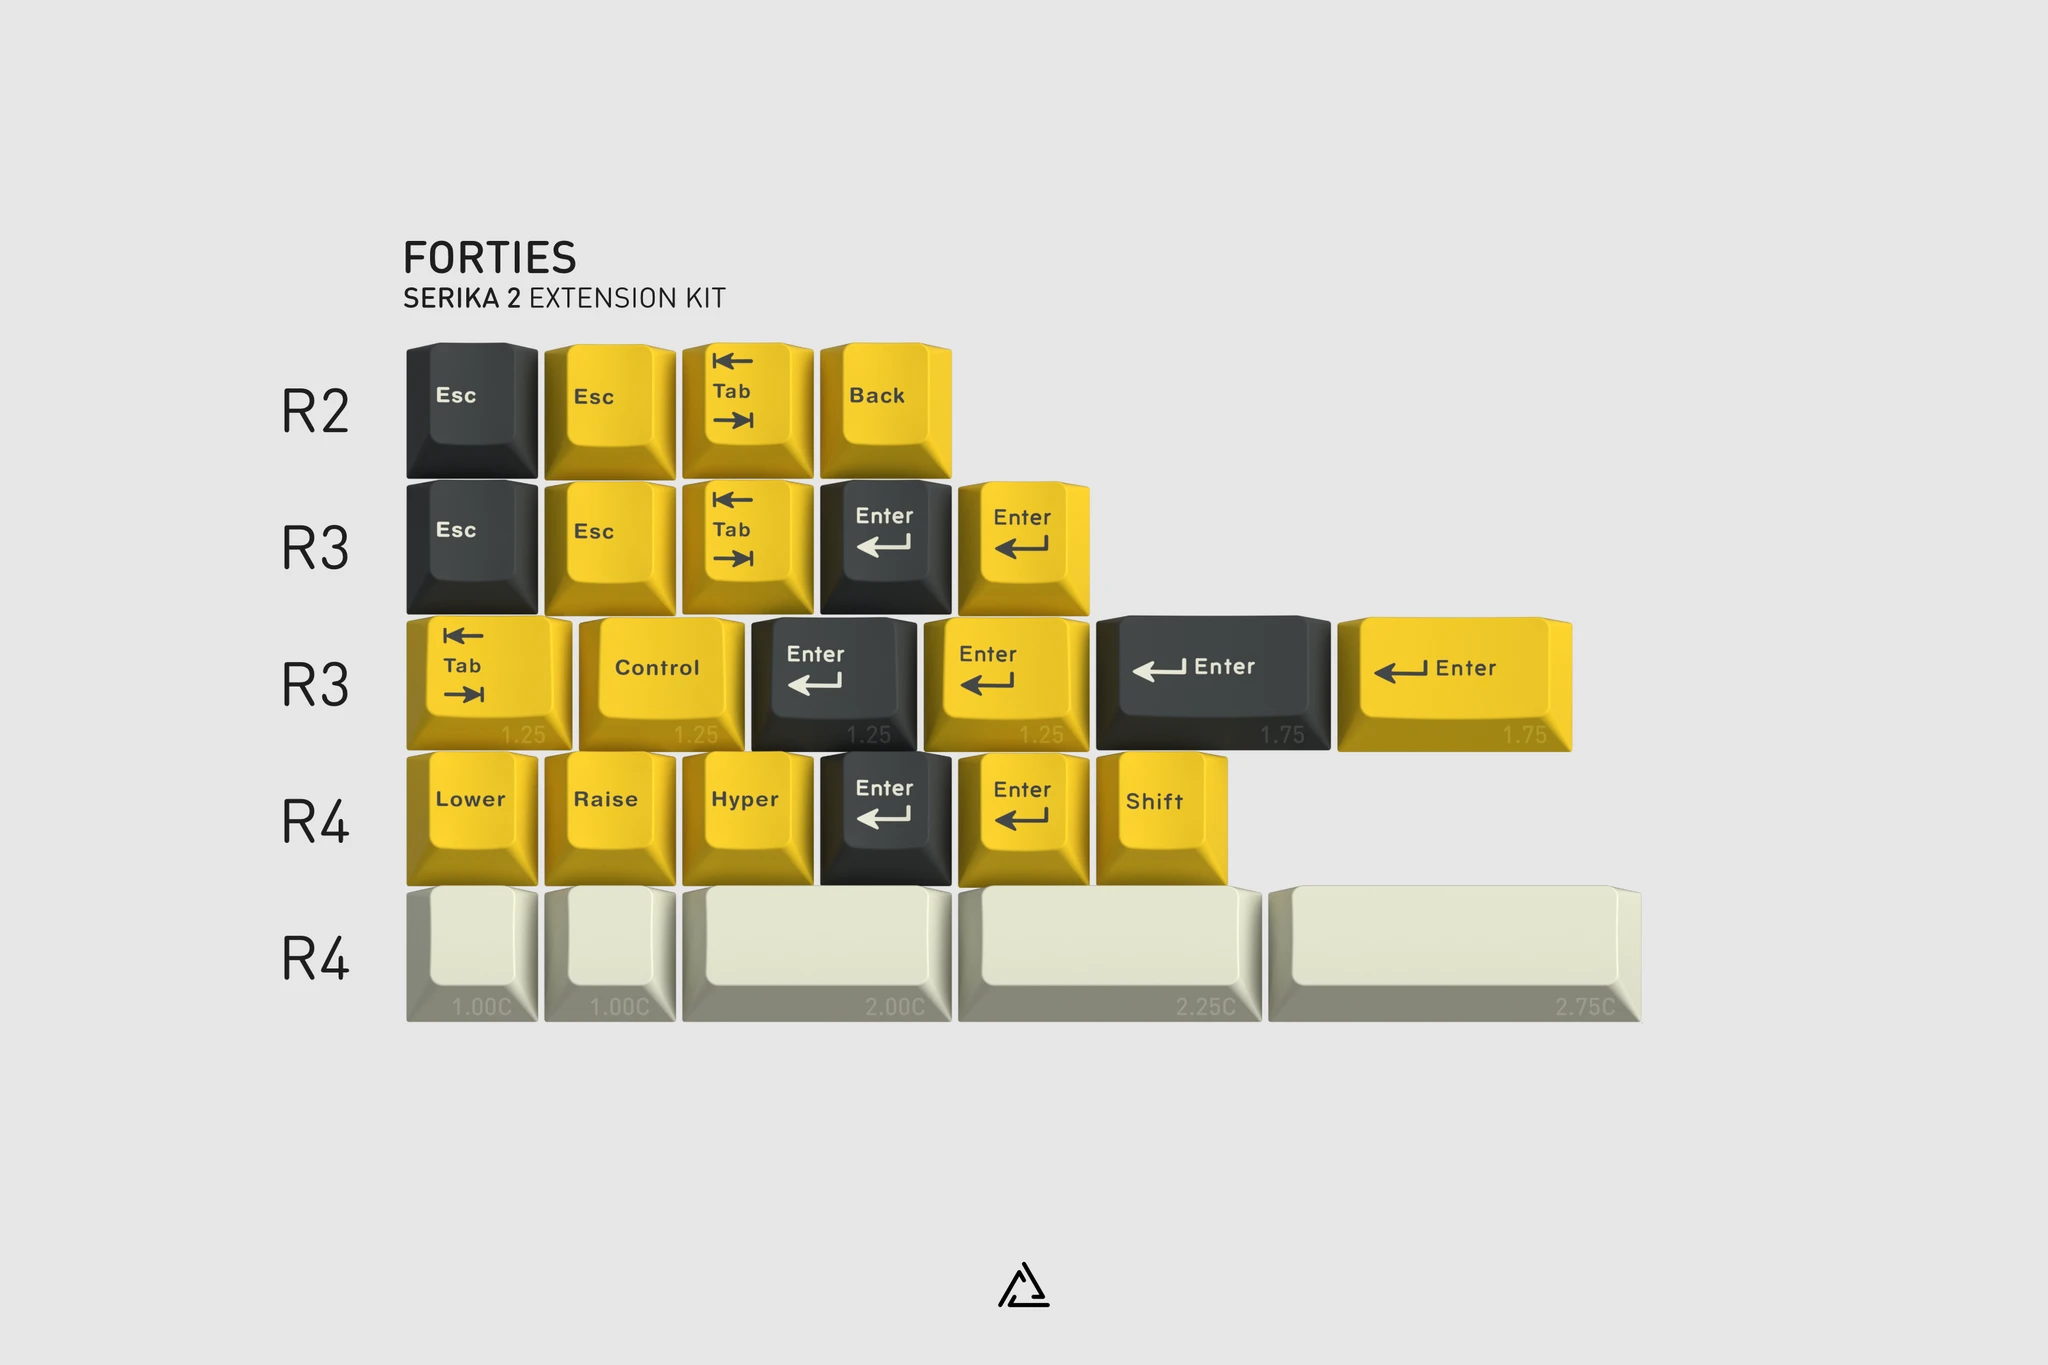 FORTIES
SERIKA 2 EXTENSION KIT
R2
Esc
Esc
Tab
Back
R3
Esc
Esc
Tab
Enter
Enter
R3
Tab
1.25
Control
1.25
Enter
1.25
Enter
1.25
Enter
1.75
Enter
1.75
R4
Lower
Raise
Hyper
Enter
Enter
Shift
R4
1.00C
1.00C
2.00C
2.25C
2.75C